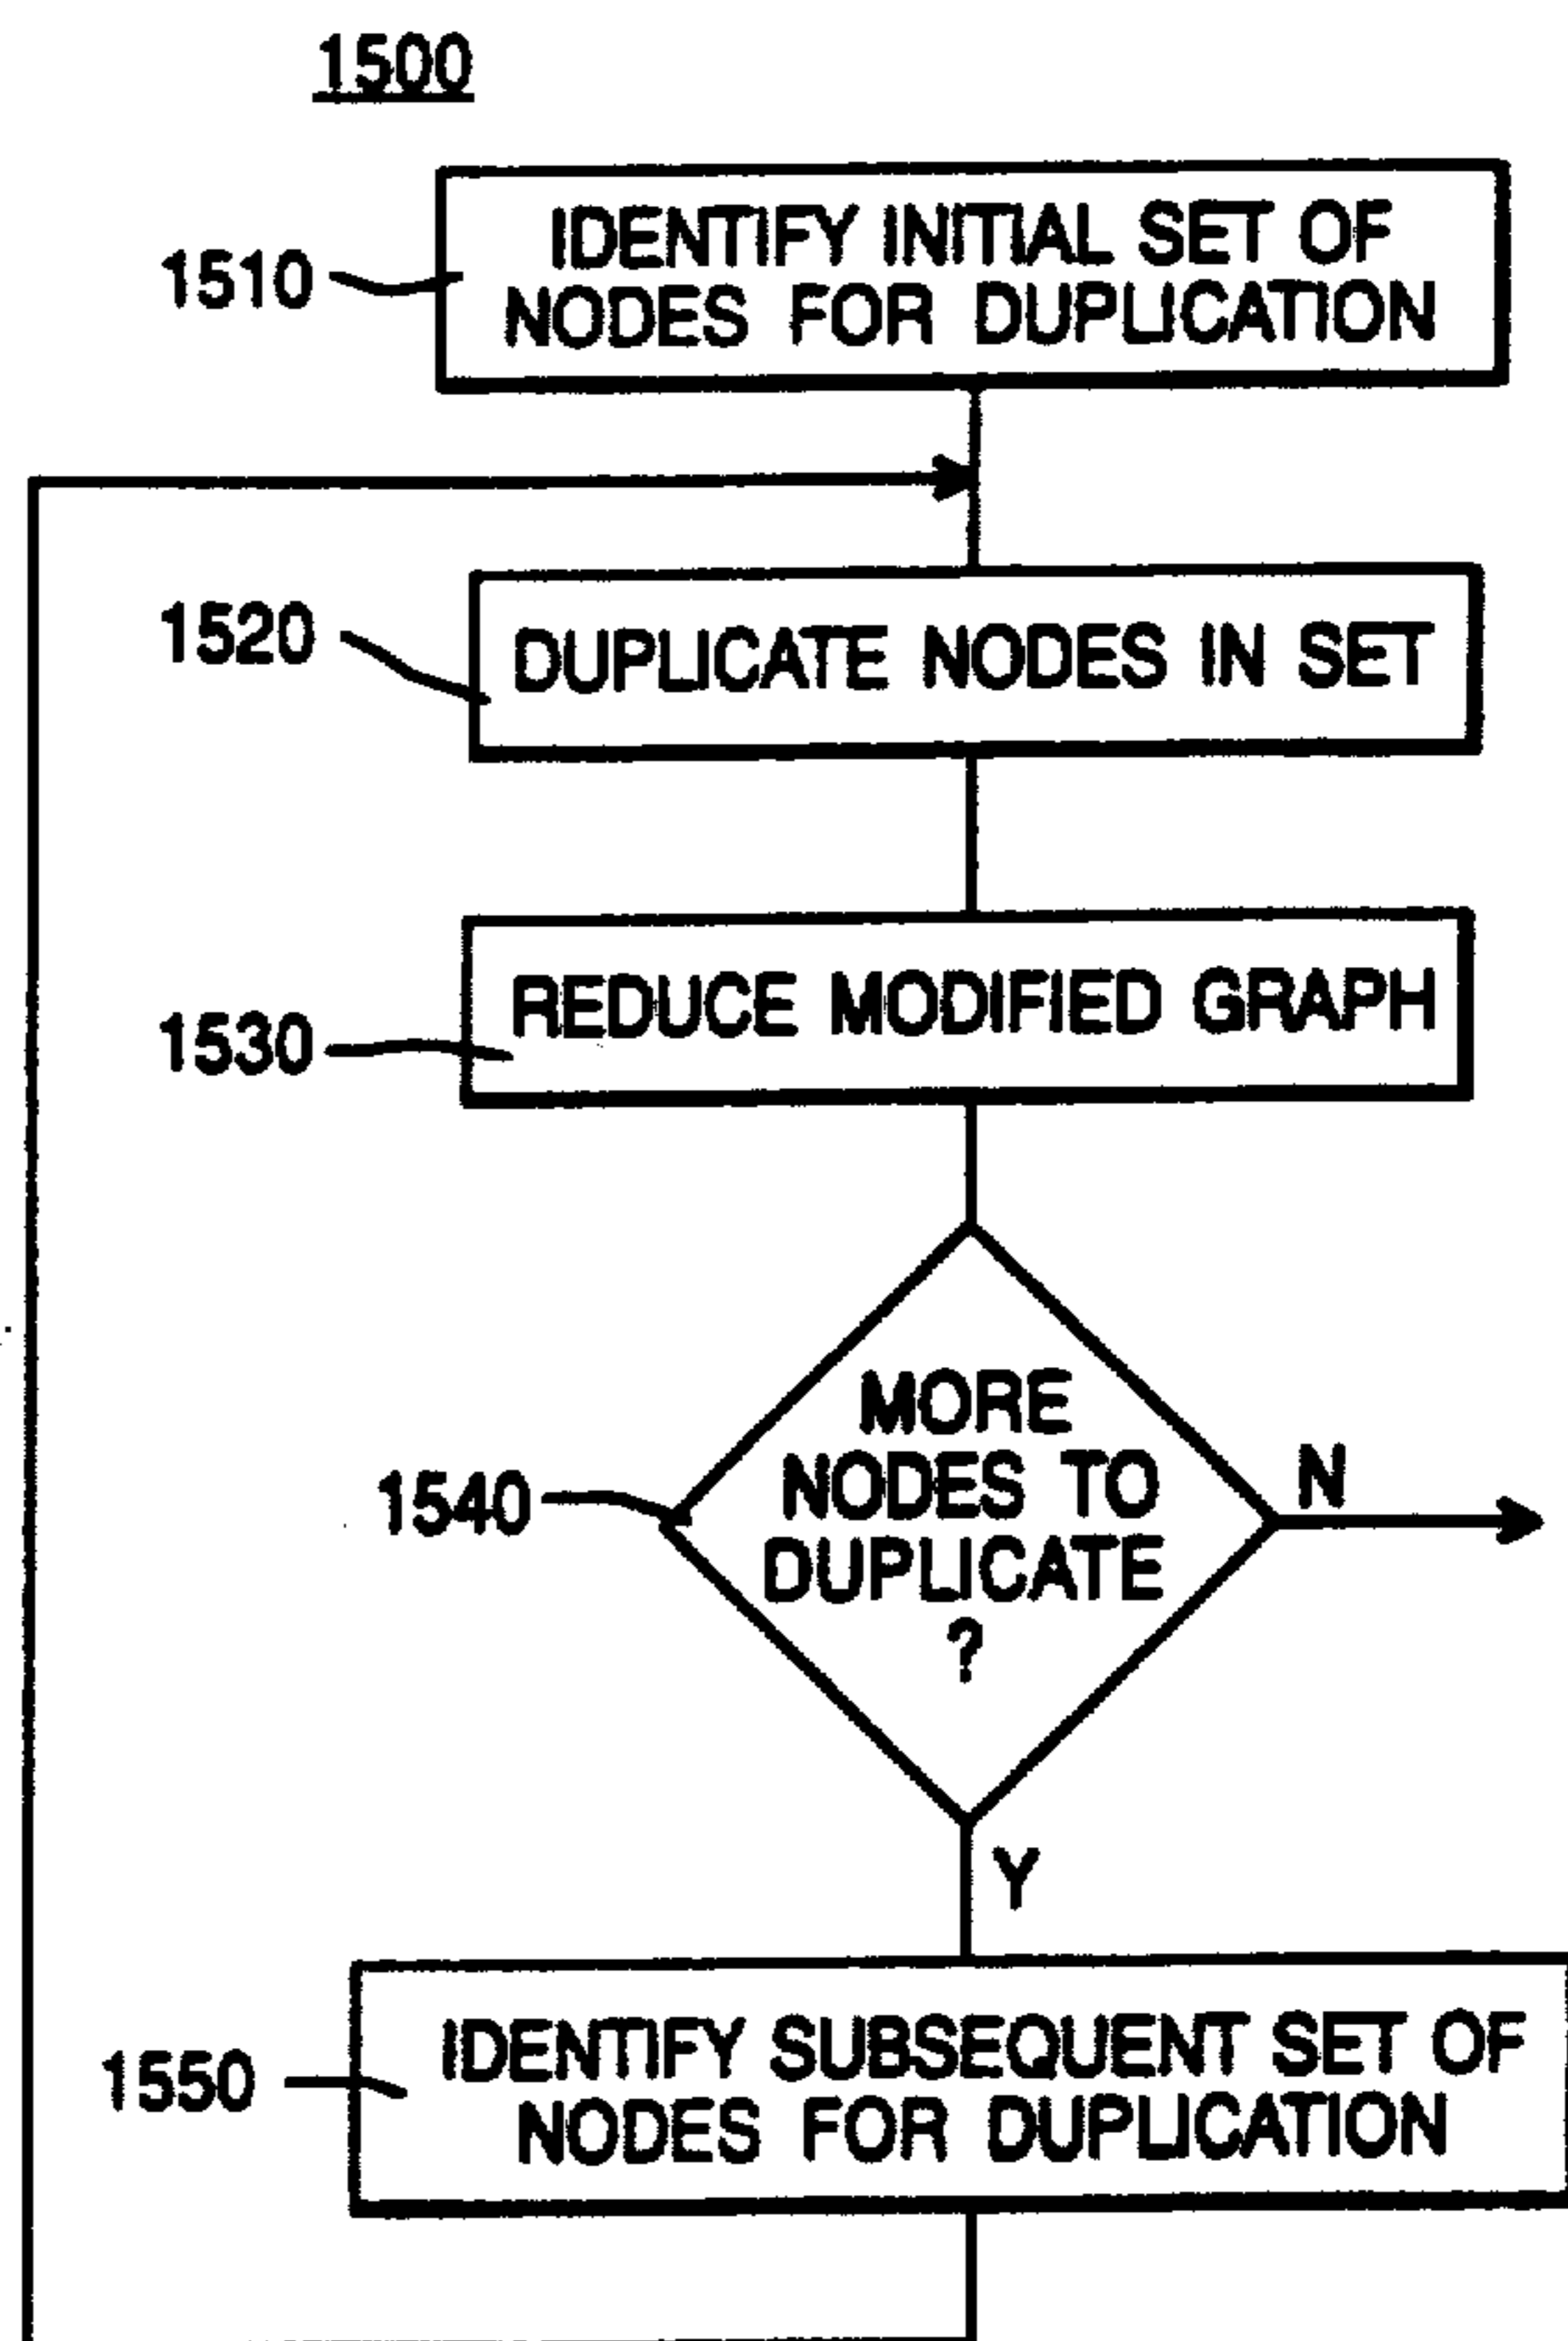 1500
IDENTIFY INITIAL SET OF
NODES FOR DUPLICATION
1510
DUPLICATE NODES IN SET
1520
REDUCE MODIFIED GRAPH
1530
MORE
NODES TO
DUPLICATE
?
1540
N
Y
IDENTIFY SUBSEQUENT SET OF
NODES FOR DUPLICATION
1550